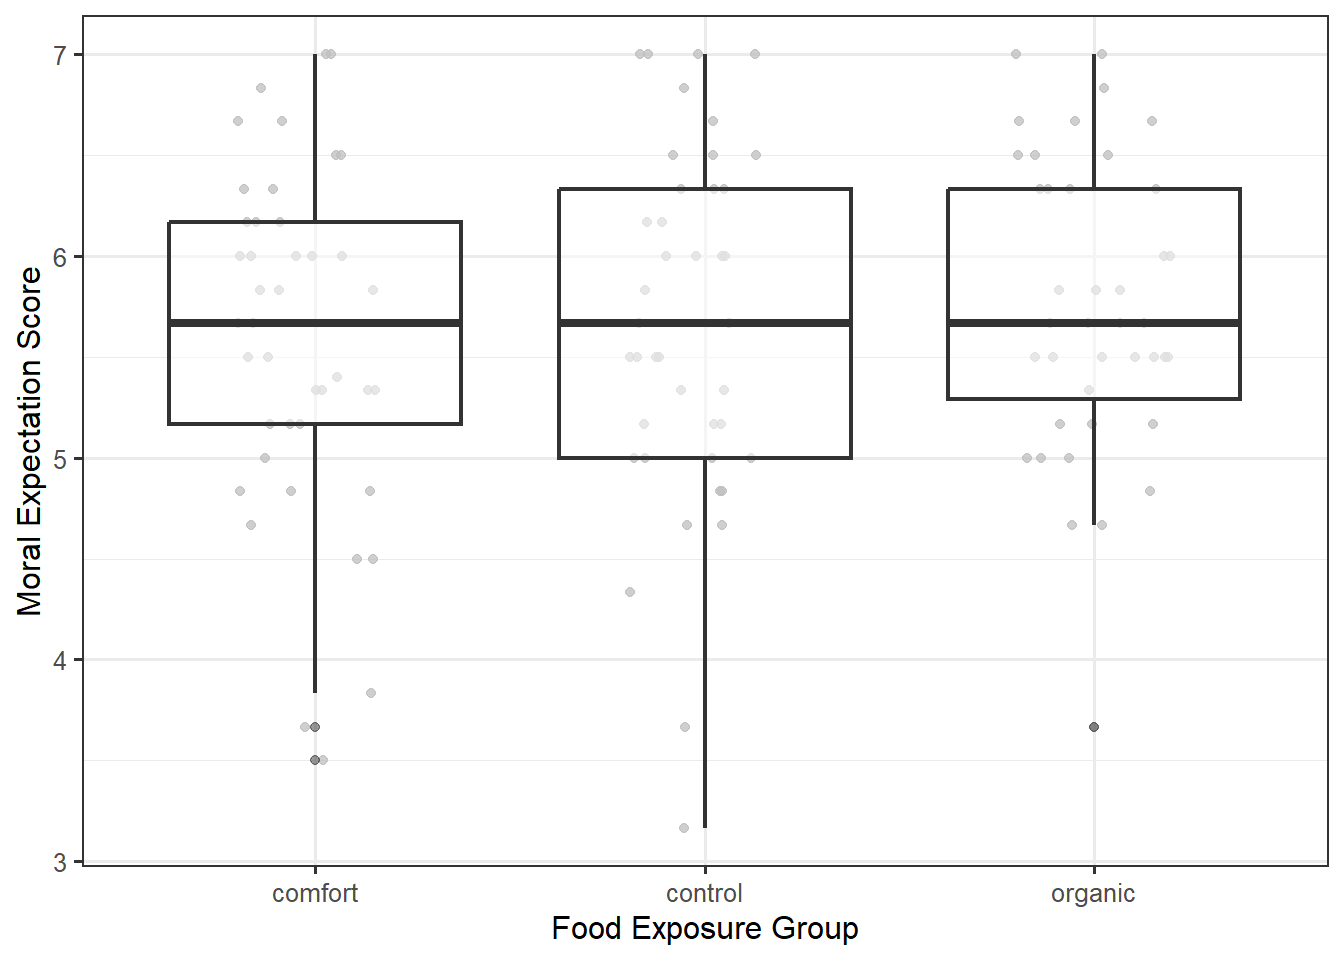 Moral Expectation Score
7
6
5
4
3
comfort
control
organic
Food Exposure Group